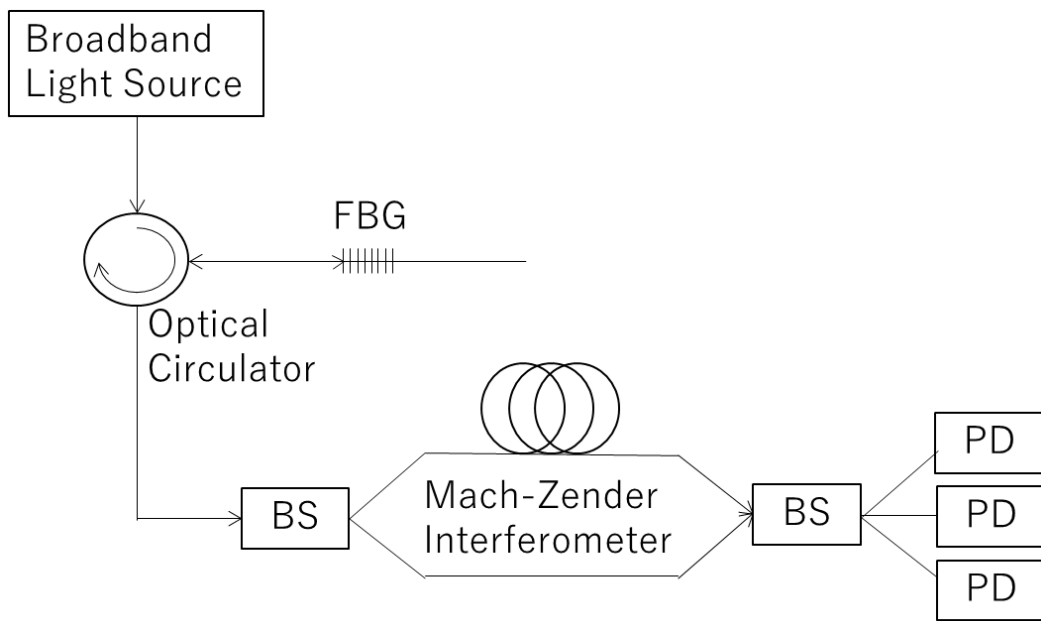 Broadband
Light Source
FBG
Optical
Circulator
BS
Mach-Zender
Interferometer
BS
PD
PD
PD